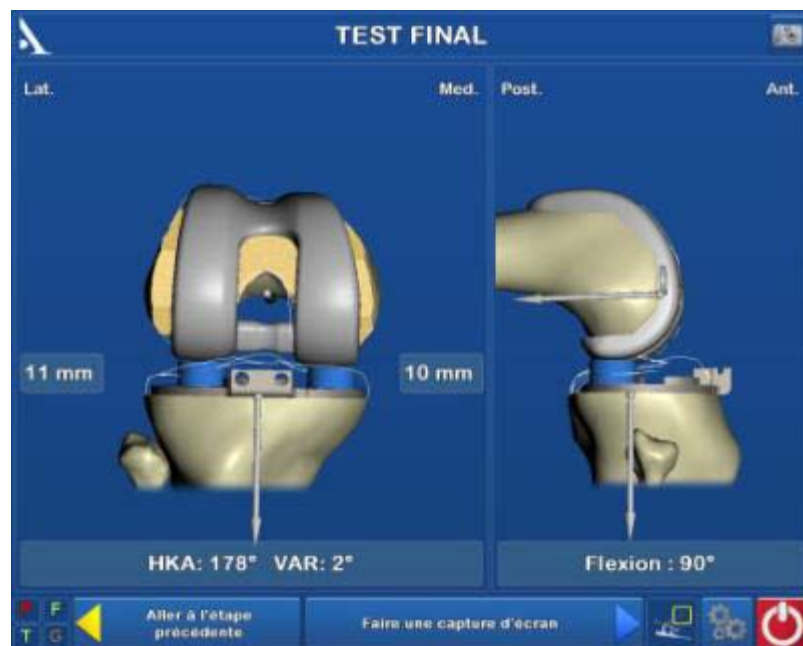 TEST FINAL
Lat.
Med.
Post.
Ant.
11 mm
10 mm
HKA: 178° VAR: 2°
Flexion : 90°
P F
T G
Aller à l'étape
précédente
Faire une capture d'écran